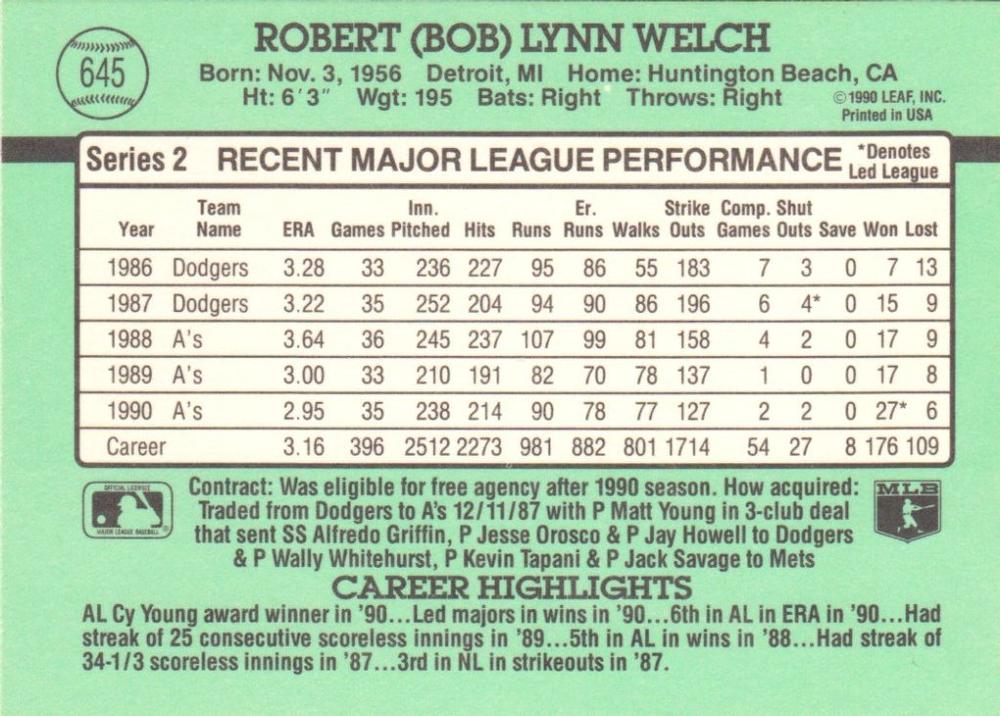 ROBERT (BOB) LYNN WELCH
645
Born: Nov. 3, 1956 Detroit, MI Home: Huntington Beach, CA
Ht: 6'3" Wgt: 195 Bats: Right Throws: Right
©1990 LEAF, INC.
Printed in USA
Series 2 RECENT MAJOR LEAGUE PERFORMANCE *Denotes Led League
Year Team Name ERA Games Inn. Pitched Hits Runs Er. Runs Walks Strike Outs Comp. Games Shut Outs Save Won Lost
1986 Dodgers 3.28 33 236 227 95 86 55 183 7 3 0 7 13
1987 Dodgers 3.22 35 252 204 94 90 86 196 6 4* 0 15 9
1988 A's 3.64 36 245 237 107 99 81 158 4 2 0 17 9
1989 A's 3.00 33 210 191 82 70 78 137 1 0 0 17 8
1990 A's 2.95 35 238 214 90 78 77 127 2 2 0 27* 6
Career 3.16 396 2512 2273 981 882 801 1714 54 27 8 176 109
OFFICIAL LICENSEE
MAJOR LEAGUE BASEBALL
MLB
Contract: Was eligible for free agency after 1990 season. How acquired:
Traded from Dodgers to A's 12/11/87 with P Matt Young in 3-club deal
that sent SS Alfredo Griffin, P Jesse Orosco & P Jay Howell to Dodgers
& P Wally Whitehurst, P Kevin Tapani & P Jack Savage to Mets
CAREER HIGHLIGHTS
AL Cy Young award winner in '90...Led majors in wins in '90...6th in AL in ERA in '90...Had
streak of 25 consecutive scoreless innings in '89...5th in AL in wins in '88...Had streak of
34-1/3 scoreless innings in '87...3rd in NL in strikeouts in '87.